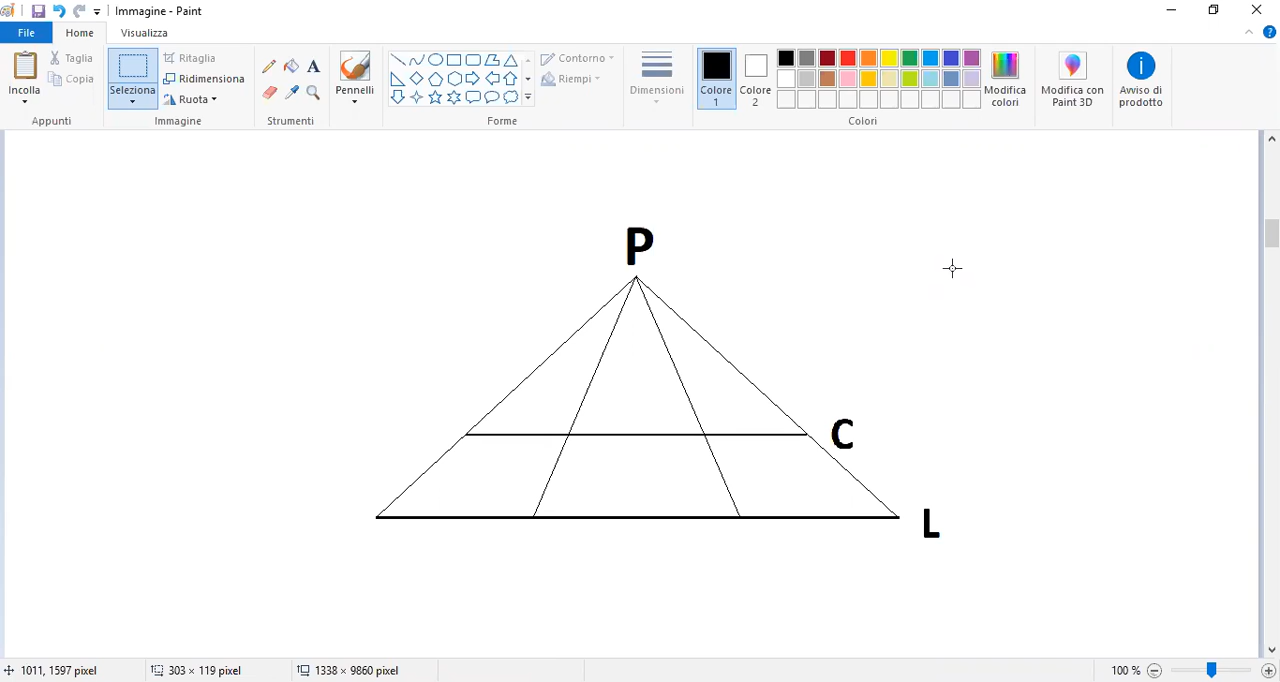 Immagine - Paint
File Home Visualizza
Incolla
Taglia
Copia
Appunti
Seleziona
Ritaglia
Ridimensiona
Ruota
Immagine
A
Strumenti
Pennelli
Contorno
Riempi
Forme
Dimensioni
Colore
1
Colore
2
Modifica
colori
Colori
Modifica con
Paint 3D
Avviso di
prodotto
P
C
L
1011, 1597 pixel
303 × 119 pixel
1338 × 9860 pixel
100 %